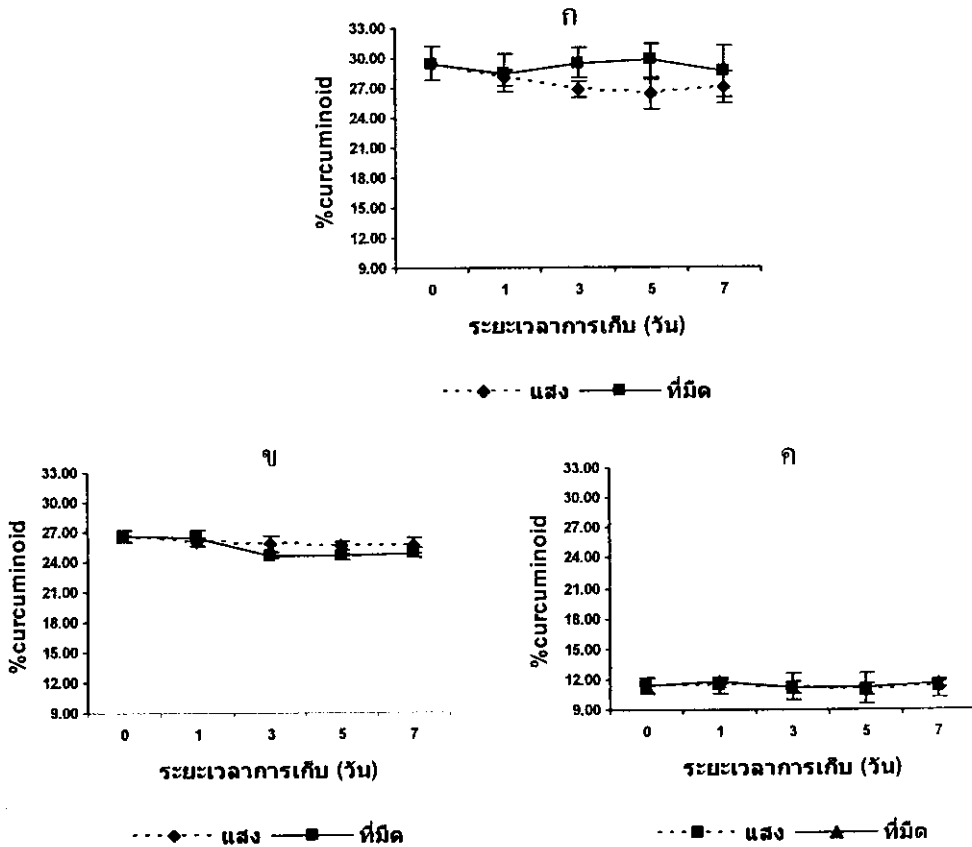 ก
33.00
30.00
27.00
24.00
21.00
18.00
15.00
12.00
9.00
%curcuminoid
0 1 3 5 7
ระยะเวลาการเก็บ (วัน)
แสง ที่มืด
ข
33.00
30.00
27.00
24.00
21.00
18.00
15.00
12.00
9.00
%curcuminoid
0 1 3 5 7
ระยะเวลาการเก็บ (วัน)
แสง ที่มืด
ค
33.00
30.00
27.00
24.00
21.00
18.00
15.00
12.00
9.00
%curcuminoid
0 1 3 5 7
ระยะเวลาการเก็บ (วัน)
แสง ที่มืด